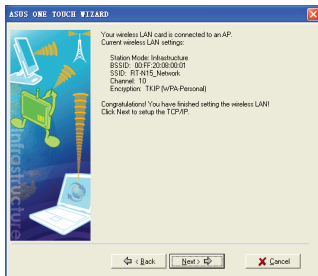 ASUS ONE TOUCH WIZARD
Your wireless LAN card is connected to an AP.
Current wireless LAN settings:
Station Mode: Infrastructure
BSSID: 00:FF:20:08:00:01
SSID: RT-N15_Network
Channel: 10
Encryption: TKIP (WPA-Personal)
Congratulations! You have finished setting the wireless LAN!
Click Next to setup the TCP/IP.
Infrastructure
< Back
Next >
Cancel